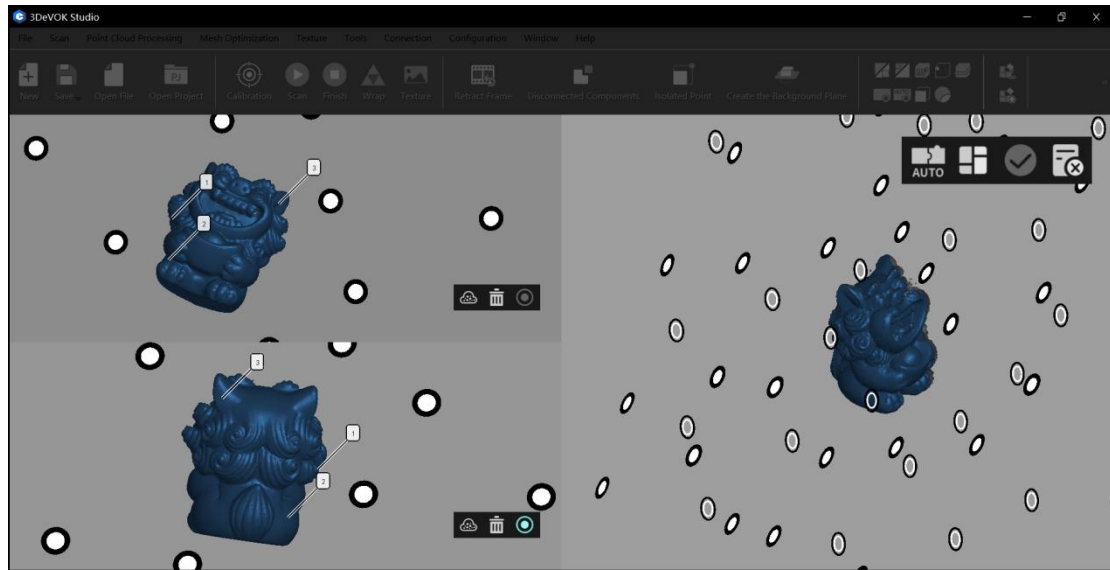 3DeVOK Studio
File Scan Point Cloud Processing Mesh Optimization Texture Tools Connection Configuration Window Help
PJ
New Save Open File Open Project Calibration Scan Finish Wrap Texture Retract Frame Disconnected Components Isolated Point Create the Background Plane
AUTO
1
3
2
3
1
2